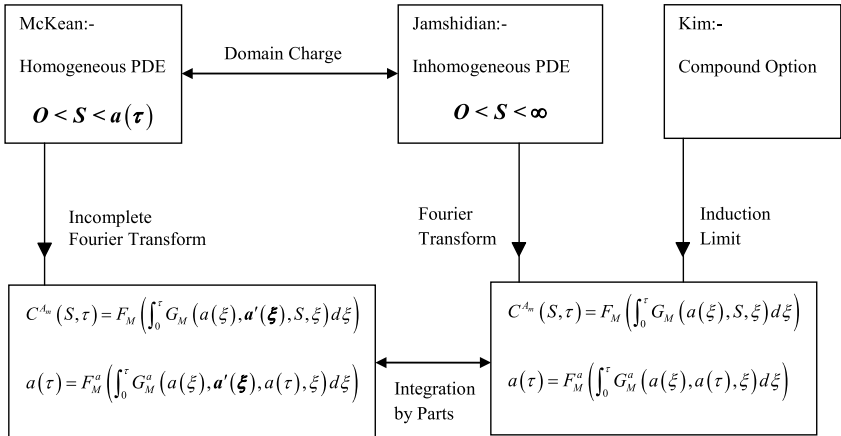 McKean:-
Homogeneous PDE
O < S < a(τ)
Domain Charge
Jamshidian:-
Inhomogeneous PDE
O < S < ∞
Kim:-
Compound Option
Incomplete
Fourier Transform
Fourier
Transform
Induction
Limit
C^{A_m}(S,τ) = F_M(∫_0^τ G_M(a(ξ), a′(ξ), S, ξ)dξ)
a(τ) = F_M^a(∫_0^τ G_M^a(a(ξ), a′(ξ), a(τ), ξ)dξ)
Integration
by Parts
C^{A_m}(S,τ) = F_M(∫_0^τ G_M(a(ξ), S, ξ)dξ)
a(τ) = F_M^a(∫_0^τ G_M^a(a(ξ), a(τ), ξ)dξ)